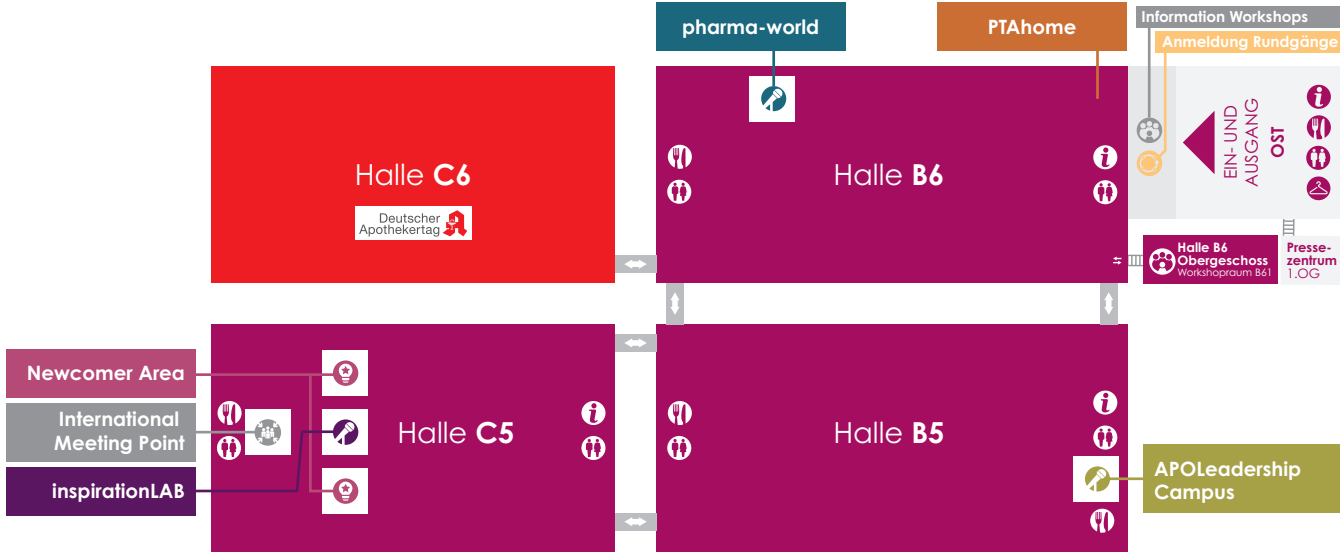 pharma-world
PTAhome
Information Workshops
Anmeldung Rundgänge
Halle C6
Deutscher
Apothekertag
Halle B6
EIN- UND
AUSGANG
OST
Halle B6
Obergeschoss
Workshopraum B61
Presse-
zentrum
1.OG
Newcomer Area
International
Meeting Point
inspirationLAB
Halle C5
Halle B5
APOLeadership
Campus